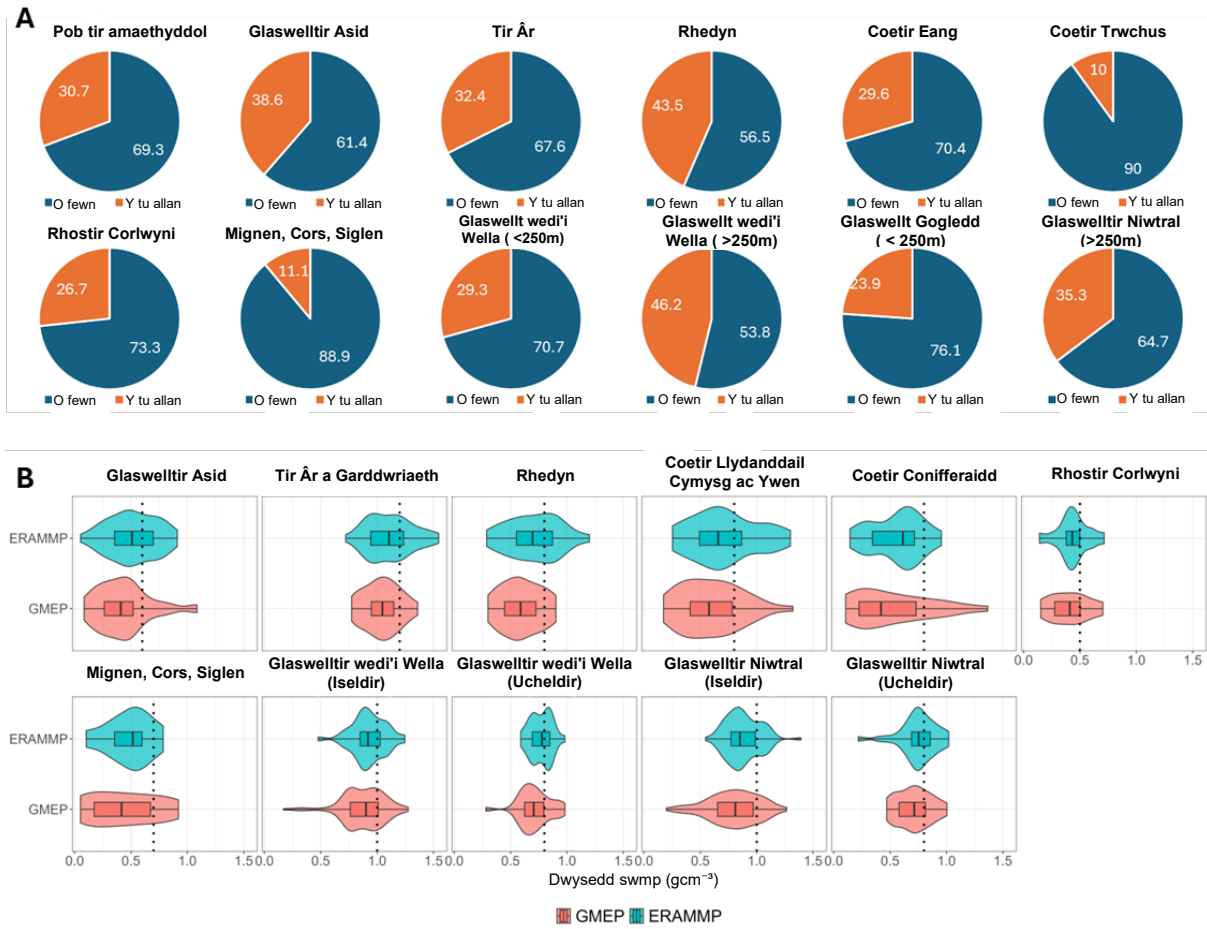 A
Pob tir amaethyddol
Glaswelltir Asid
Tir Âr
Rhedyn
Coetir Eang
Coetir Trwchus
30.7
69.3
38.6
61.4
32.4
67.6
43.5
56.5
29.6
70.4
10
90
O fewn Y tu allan
O fewn Y tu allan
O fewn Y tu allan
O fewn Y tu allan
O fewn Y tu allan
O fewn Y tu allan
Rhostir Corlwyni
Mignen, Cors, Siglen
Glaswellt wedi'i
Wella ( <250m)
Glaswellt wedi'i
Wella ( >250m)
Glaswellt Gogledd
( < 250m)
Glaswelltir Niwtral
(>250m)
26.7
73.3
11.1
88.9
29.3
70.7
46.2
53.8
23.9
76.1
35.3
64.7
O fewn Y tu allan
O fewn Y tu allan
O fewn Y tu allan
O fewn Y tu allan
O fewn Y tu allan
O fewn Y tu allan
B
Glaswelltir Asid
Tir Âr a Garddwriaeth
Rhedyn
Coetir Llydanddail
Cymysg ac Ywen
Coetir Conifferaidd
Rhostir Corlwyni
ERAMMP
GMEP
0.0 0.5 1.0 1.5
Mignen, Cors, Siglen
Glaswelltir wedi'i Wella
(Iseldir)
Glaswelltir wedi'i Wella
(Ucheldir)
Glaswelltir Niwtral
(Iseldir)
Glaswelltir Niwtral
(Ucheldir)
ERAMMP
GMEP
0.0 0.5 1.0 1.5 0.0 0.5 1.0 1.5 0.0 0.5 1.0 1.5 0.0 0.5 1.0 1.5 0.0 0.5 1.0 1.5
Dwysedd swmp (gcm⁻³)
GMEP ERAMMP